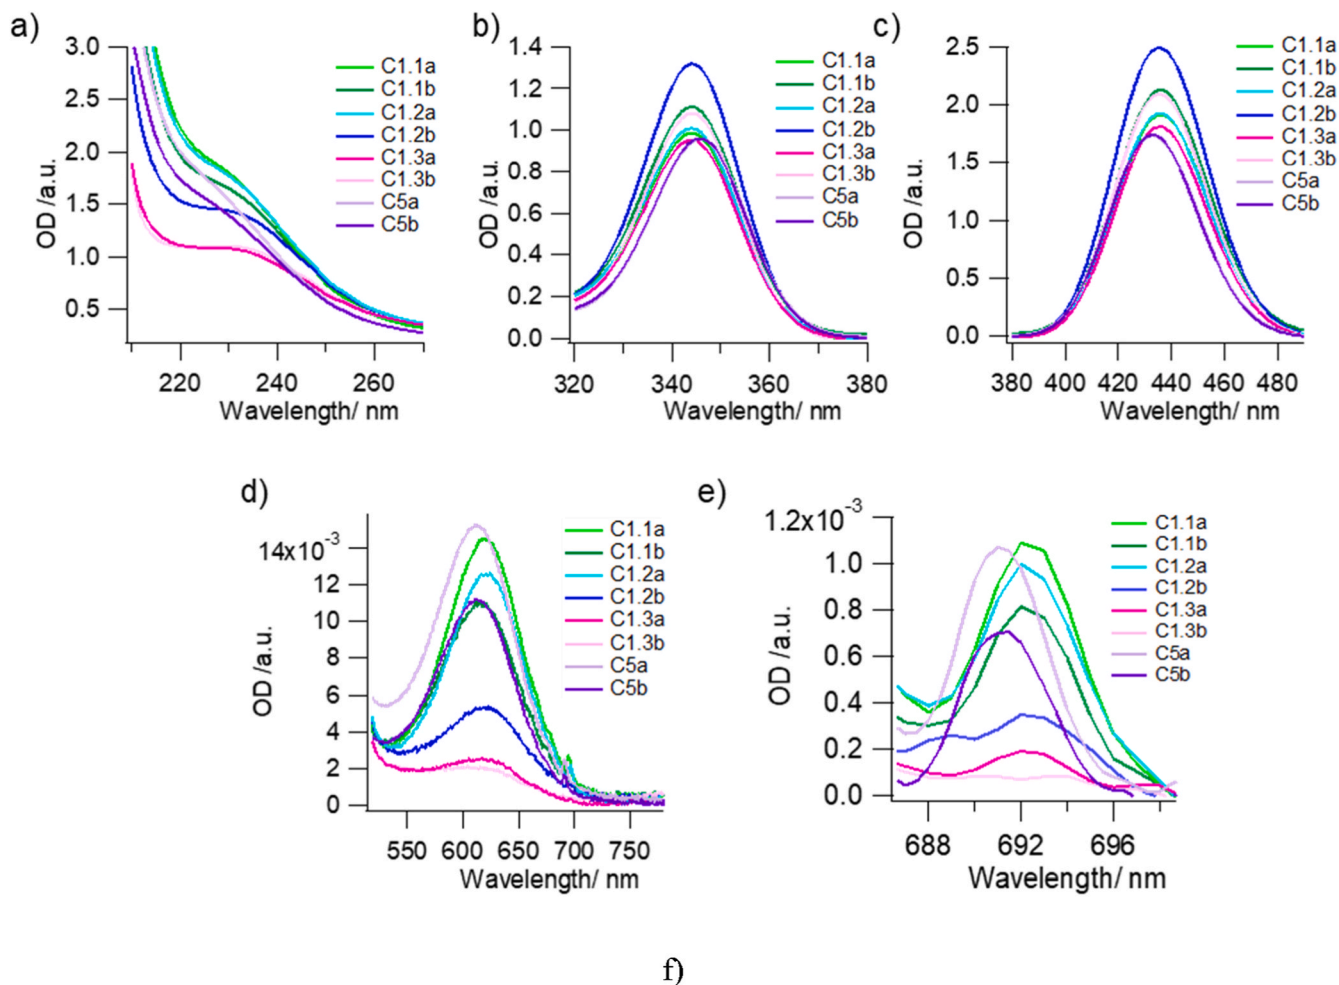 a)
3.0
2.5
2.0
1.5
1.0
0.5
OD /a.u.
220 240 260
Wavelength/ nm
C1.1a
C1.1b
C1.2a
C1.2b
C1.3a
C1.3b
C5a
C5b
b)
1.4
1.2
1.0
0.8
0.6
0.4
0.2
0.0
OD /a.u.
320 340 360 380
Wavelength/ nm
C1.1a
C1.1b
C1.2a
C1.2b
C1.3a
C1.3b
C5a
C5b
c)
2.5
2.0
1.5
1.0
0.5
0.0
OD /a.u.
380 400 420 440 460 480
Wavelength/ nm
C1.1a
C1.1b
C1.2a
C1.2b
C1.3a
C1.3b
C5a
C5b
d)
14x10⁻³
12
10
8
6
4
2
0
OD /a.u.
550 600 650 700 750
Wavelength/ nm
C1.1a
C1.1b
C1.2a
C1.2b
C1.3a
C1.3b
C5a
C5b
e)
1.2x10⁻³
1.0
0.8
0.6
0.4
0.2
0.0
OD /a.u.
688 692 696
Wavelength/ nm
C1.1a
C1.1b
C1.2a
C1.2b
C1.3a
C1.3b
C5a
C5b
f)